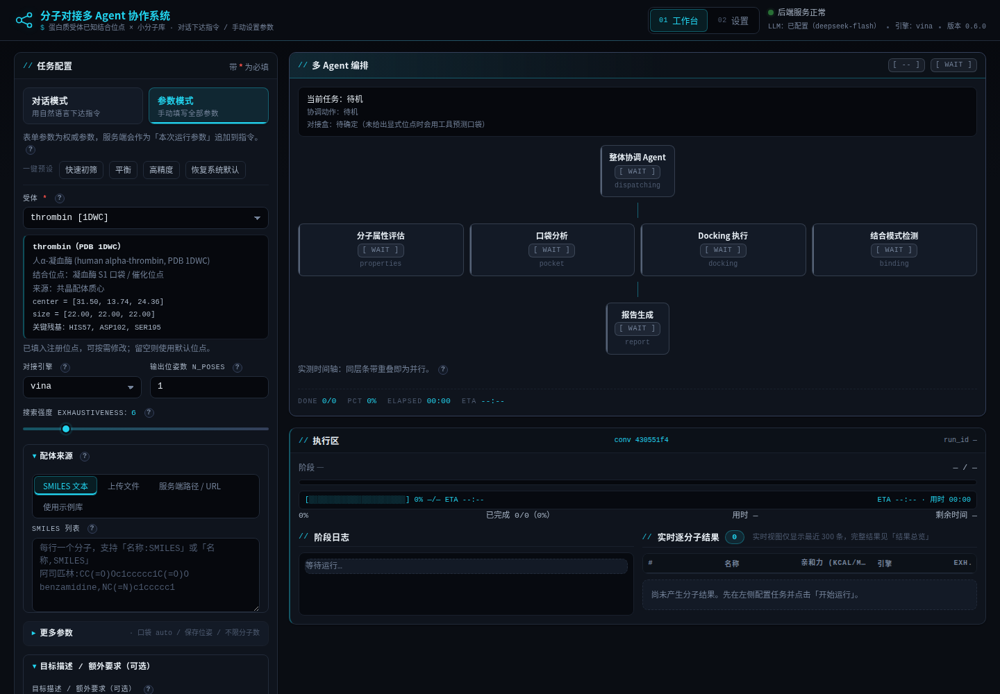 分子对接多 Agent 协作系统
$ 蛋白质受体已知结合位点 × 小分子库 · 对话下达指令 / 手动设置参数
01 工作台
02 设置
后端服务正常
LLM: 已配置（deepseek-flash） • 引擎: vina • 版本 0.6.0
// 任务配置
带 * 为必填
对话模式
用自然语言下达指令
参数模式
手动填写全部参数
表单参数为权威参数，服务端会作为「本次运行参数」追加到指令。
?
一键预设
快速初筛
平衡
高精度
恢复系统默认
受体 * ?
thrombin [1DWC]
thrombin（PDB 1DWC）
人α-凝血酶 (human alpha-thrombin, PDB 1DWC)
结合位点：凝血酶 S1 口袋 / 催化位点
来源：共晶配体质心
center = [31.50, 13.74, 24.36]
size = [22.00, 22.00, 22.00]
关键残基：HIS57, ASP102, SER195
已填入注册位点，可按需修改；留空则使用默认位点。
对接引擎 ?
输出位姿数 N_POSES ?
vina
1
搜索强度 EXHAUSTIVENESS: 6 ?
▼ 配体来源 ?
SMILES 文本
上传文件
服务端路径 / URL
使用示例库
SMILES 列表 ?
每行一个分子，支持「名称:SMILES」或「名
称,SMILES」
阿司匹林:CC(=O)Oc1ccccc1C(=O)O
benzamidine,NC(=N)c1ccccc1
▶ 更多参数
· 口袋 auto / 保存位姿 / 不限分子数
▼ 目标描述 / 额外要求（可选）
目标描述 / 额外要求（可选） ?
// 多 Agent 编排
[ -- ]
[ WAIT ]
当前任务：待机
协调动作：待机
对接盒：待确定（未给出显式位点时会用工具预测口袋）
整体协调 Agent
[ WAIT ]
dispatching
分子属性评估
[ WAIT ]
properties
口袋分析
[ WAIT ]
pocket
Docking 执行
[ WAIT ]
docking
结合模式检测
[ WAIT ]
binding
报告生成
[ WAIT ]
report
实测时间轴：同层条带重叠即为并行。 ?
DONE 0/0 PCT 0% ELAPSED 00:00 ETA --:--
// 执行区
conv 430551f4
run_id —
阶段 —
— / —
[░░░░░░░░░░░░░░░░░░░░░░░░] 0% —/— ETA --:--
ETA --:-- · 用时 00:00
0%
已完成 0/0（0%）
用时 —
剩余时间 —
// 阶段日志
等待运行…
// 实时逐分子结果 0 实时视图仅显示最近 300 条，完整结果见「结果总览」
# 名称 亲和力 (KCAL/M… 引擎 EXH.
尚未产生分子结果。先在左侧配置任务并点击「开始运行」。